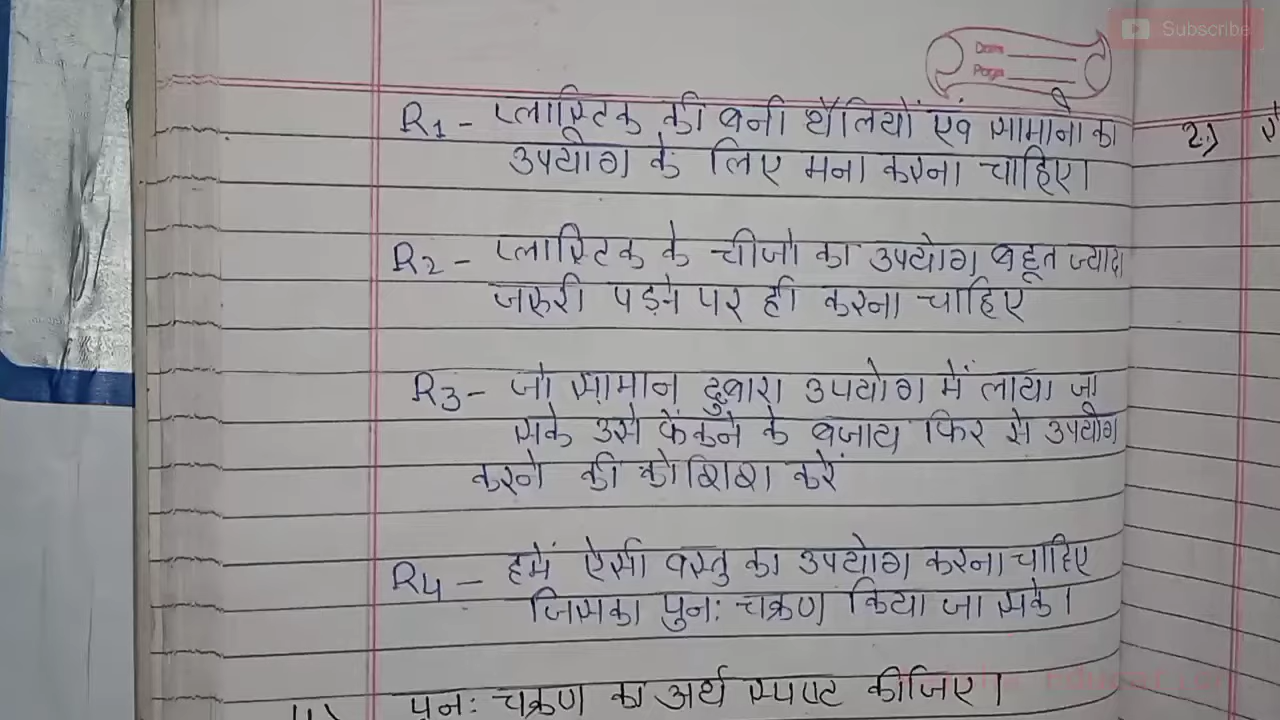 Subscribe
Date
Page
R1 - प्लास्टिक की बनी थैलियों एवं सामानो का
2.)
उपयोग के लिए मना करना चाहिए।
R2 - प्लास्टिक के चीजो का उपयोग बहूत ज्यादा
जरुरी पड़ने पर ही करना चाहिए
R3 - जो सामान दुबारा उपयोग में लाया जा
सके उसे फेंकने के बजाय फिर से उपयोग
करने की कोशिश करें
R4 - हमें ऐसी वस्तु का उपयोग करना चाहिए
जिसका पुन: चक्रण किया जा सके।
पुन: चक्रण का अर्थ स्पष्ट कीजिए।